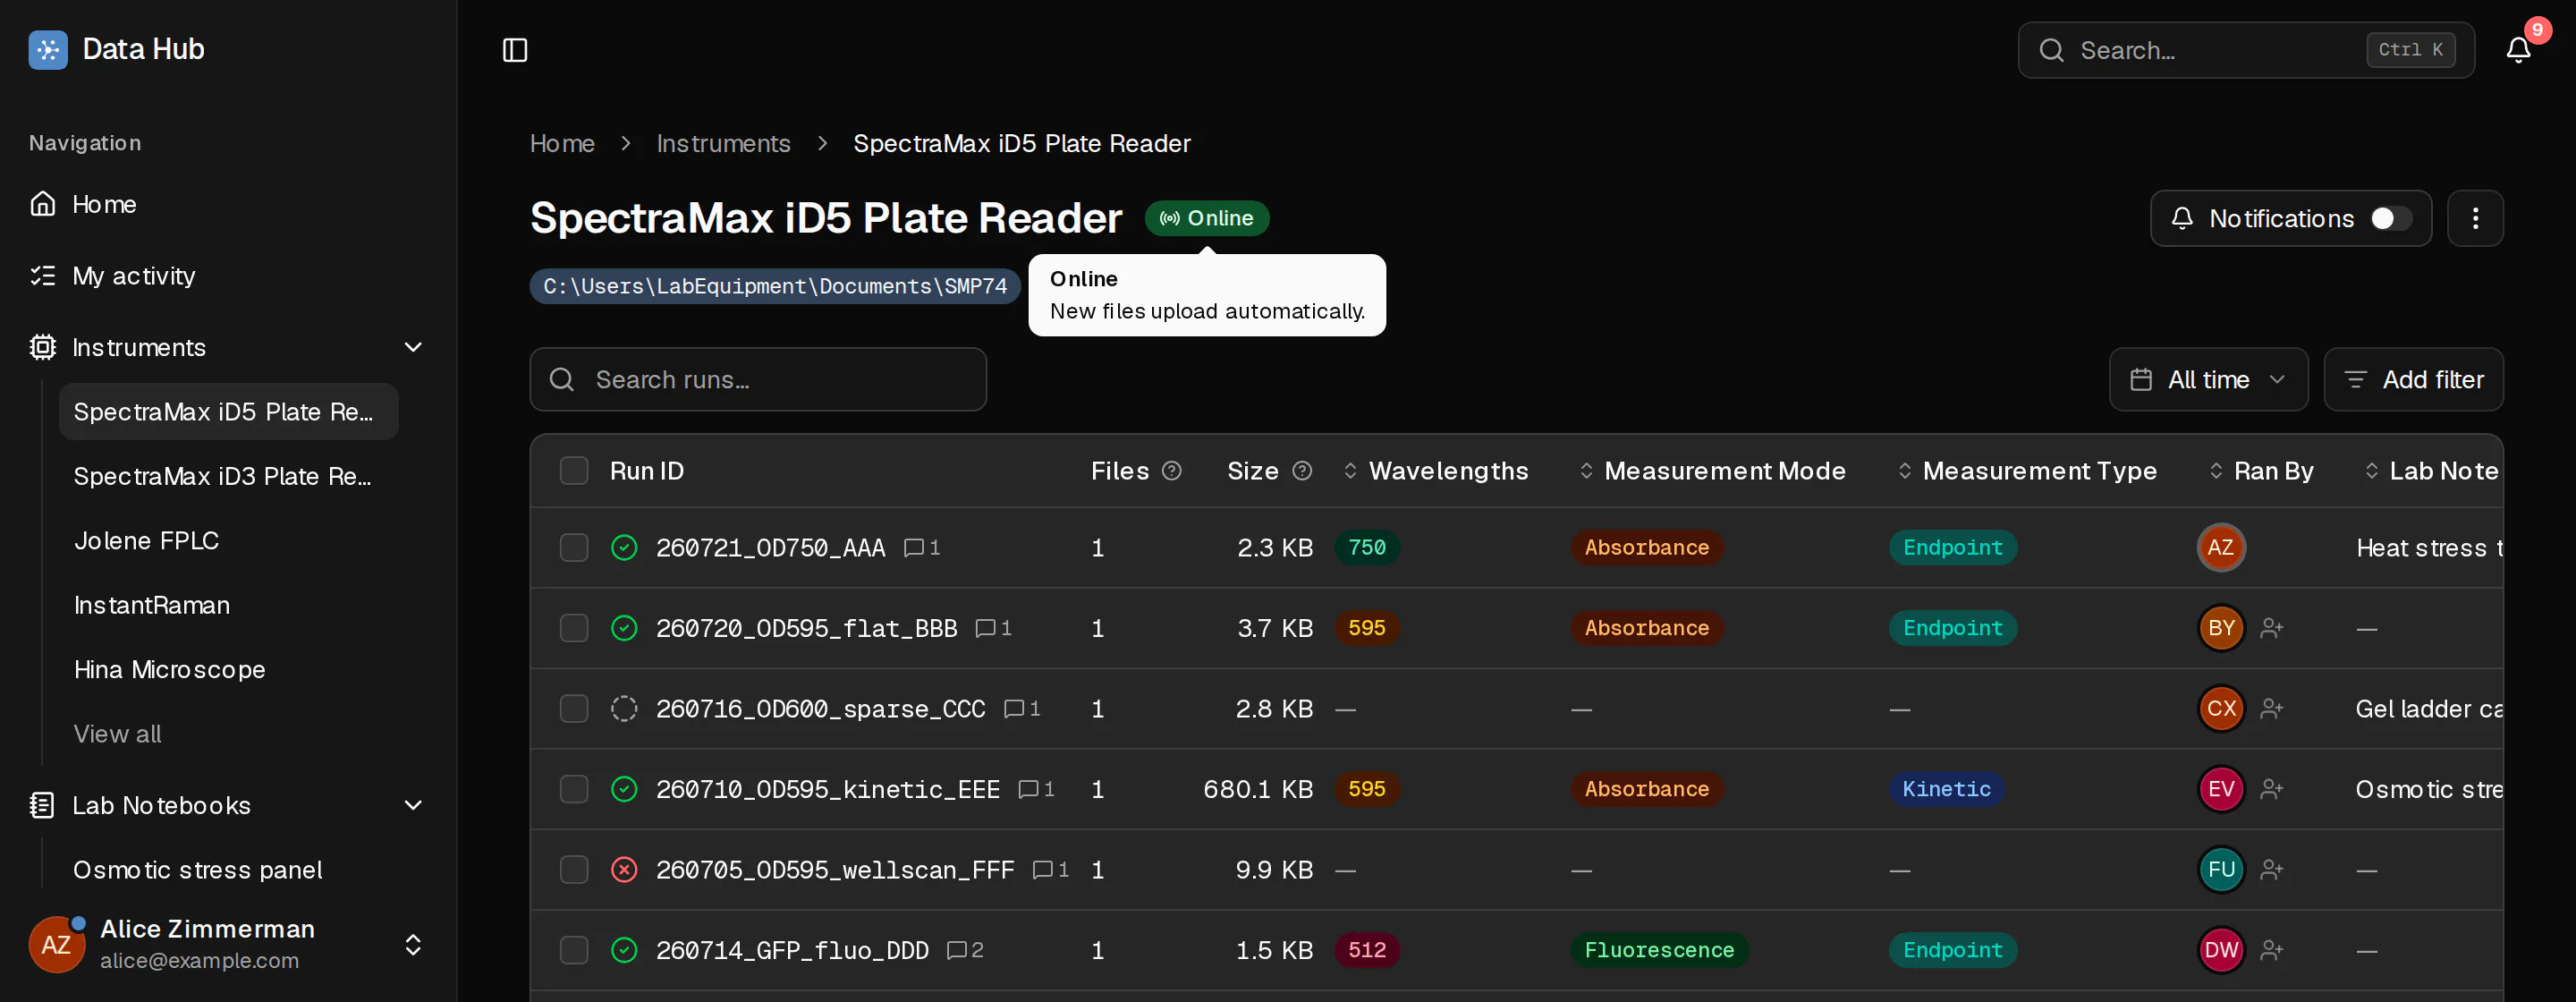 Data Hub
Search...
Ctrl K
9
Navigation
Home
My activity
Instruments
SpectraMax iD5 Plate Re...
SpectraMax iD3 Plate Re...
Jolene FPLC
InstantRaman
Hina Microscope
View all
Lab Notebooks
Osmotic stress panel
AZ
Alice Zimmerman
alice@example.com
Home > Instruments > SpectraMax iD5 Plate Reader
SpectraMax iD5 Plate Reader
Online
Notifications
C:\Users\LabEquipment\Documents\SMP74
Online
New files upload automatically.
Search runs...
All time
Add filter
Run ID Files Size Wavelengths Measurement Mode Measurement Type Ran By Lab Note
260721_OD750_AAA 1 1 2.3 KB 750 Absorbance Endpoint AZ Heat stress t
260720_OD595_flat_BBB 1 1 3.7 KB 595 Absorbance Endpoint BY —
260716_OD600_sparse_CCC 1 1 2.8 KB — — — CX Gel ladder ca
260710_OD595_kinetic_EEE 1 1 680.1 KB 595 Absorbance Kinetic EV Osmotic stre
260705_OD595_wellscan_FFF 1 1 9.9 KB — — — FU —
260714_GFP_fluo_DDD 2 1 1.5 KB 512 Fluorescence Endpoint DW —